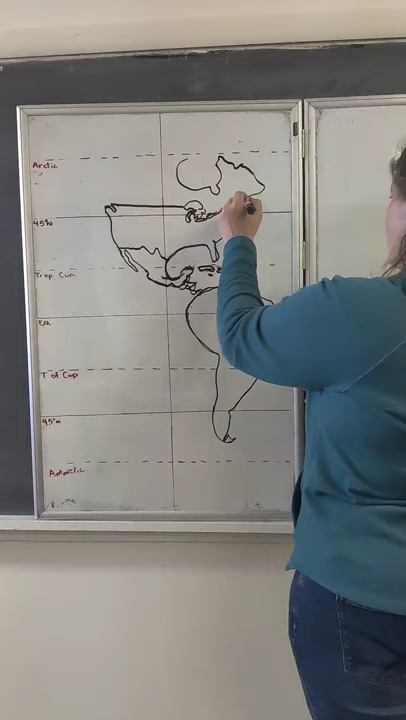 Arctic
45°N
Trop Can
EQ
T of Cap
45°s
Antarctic